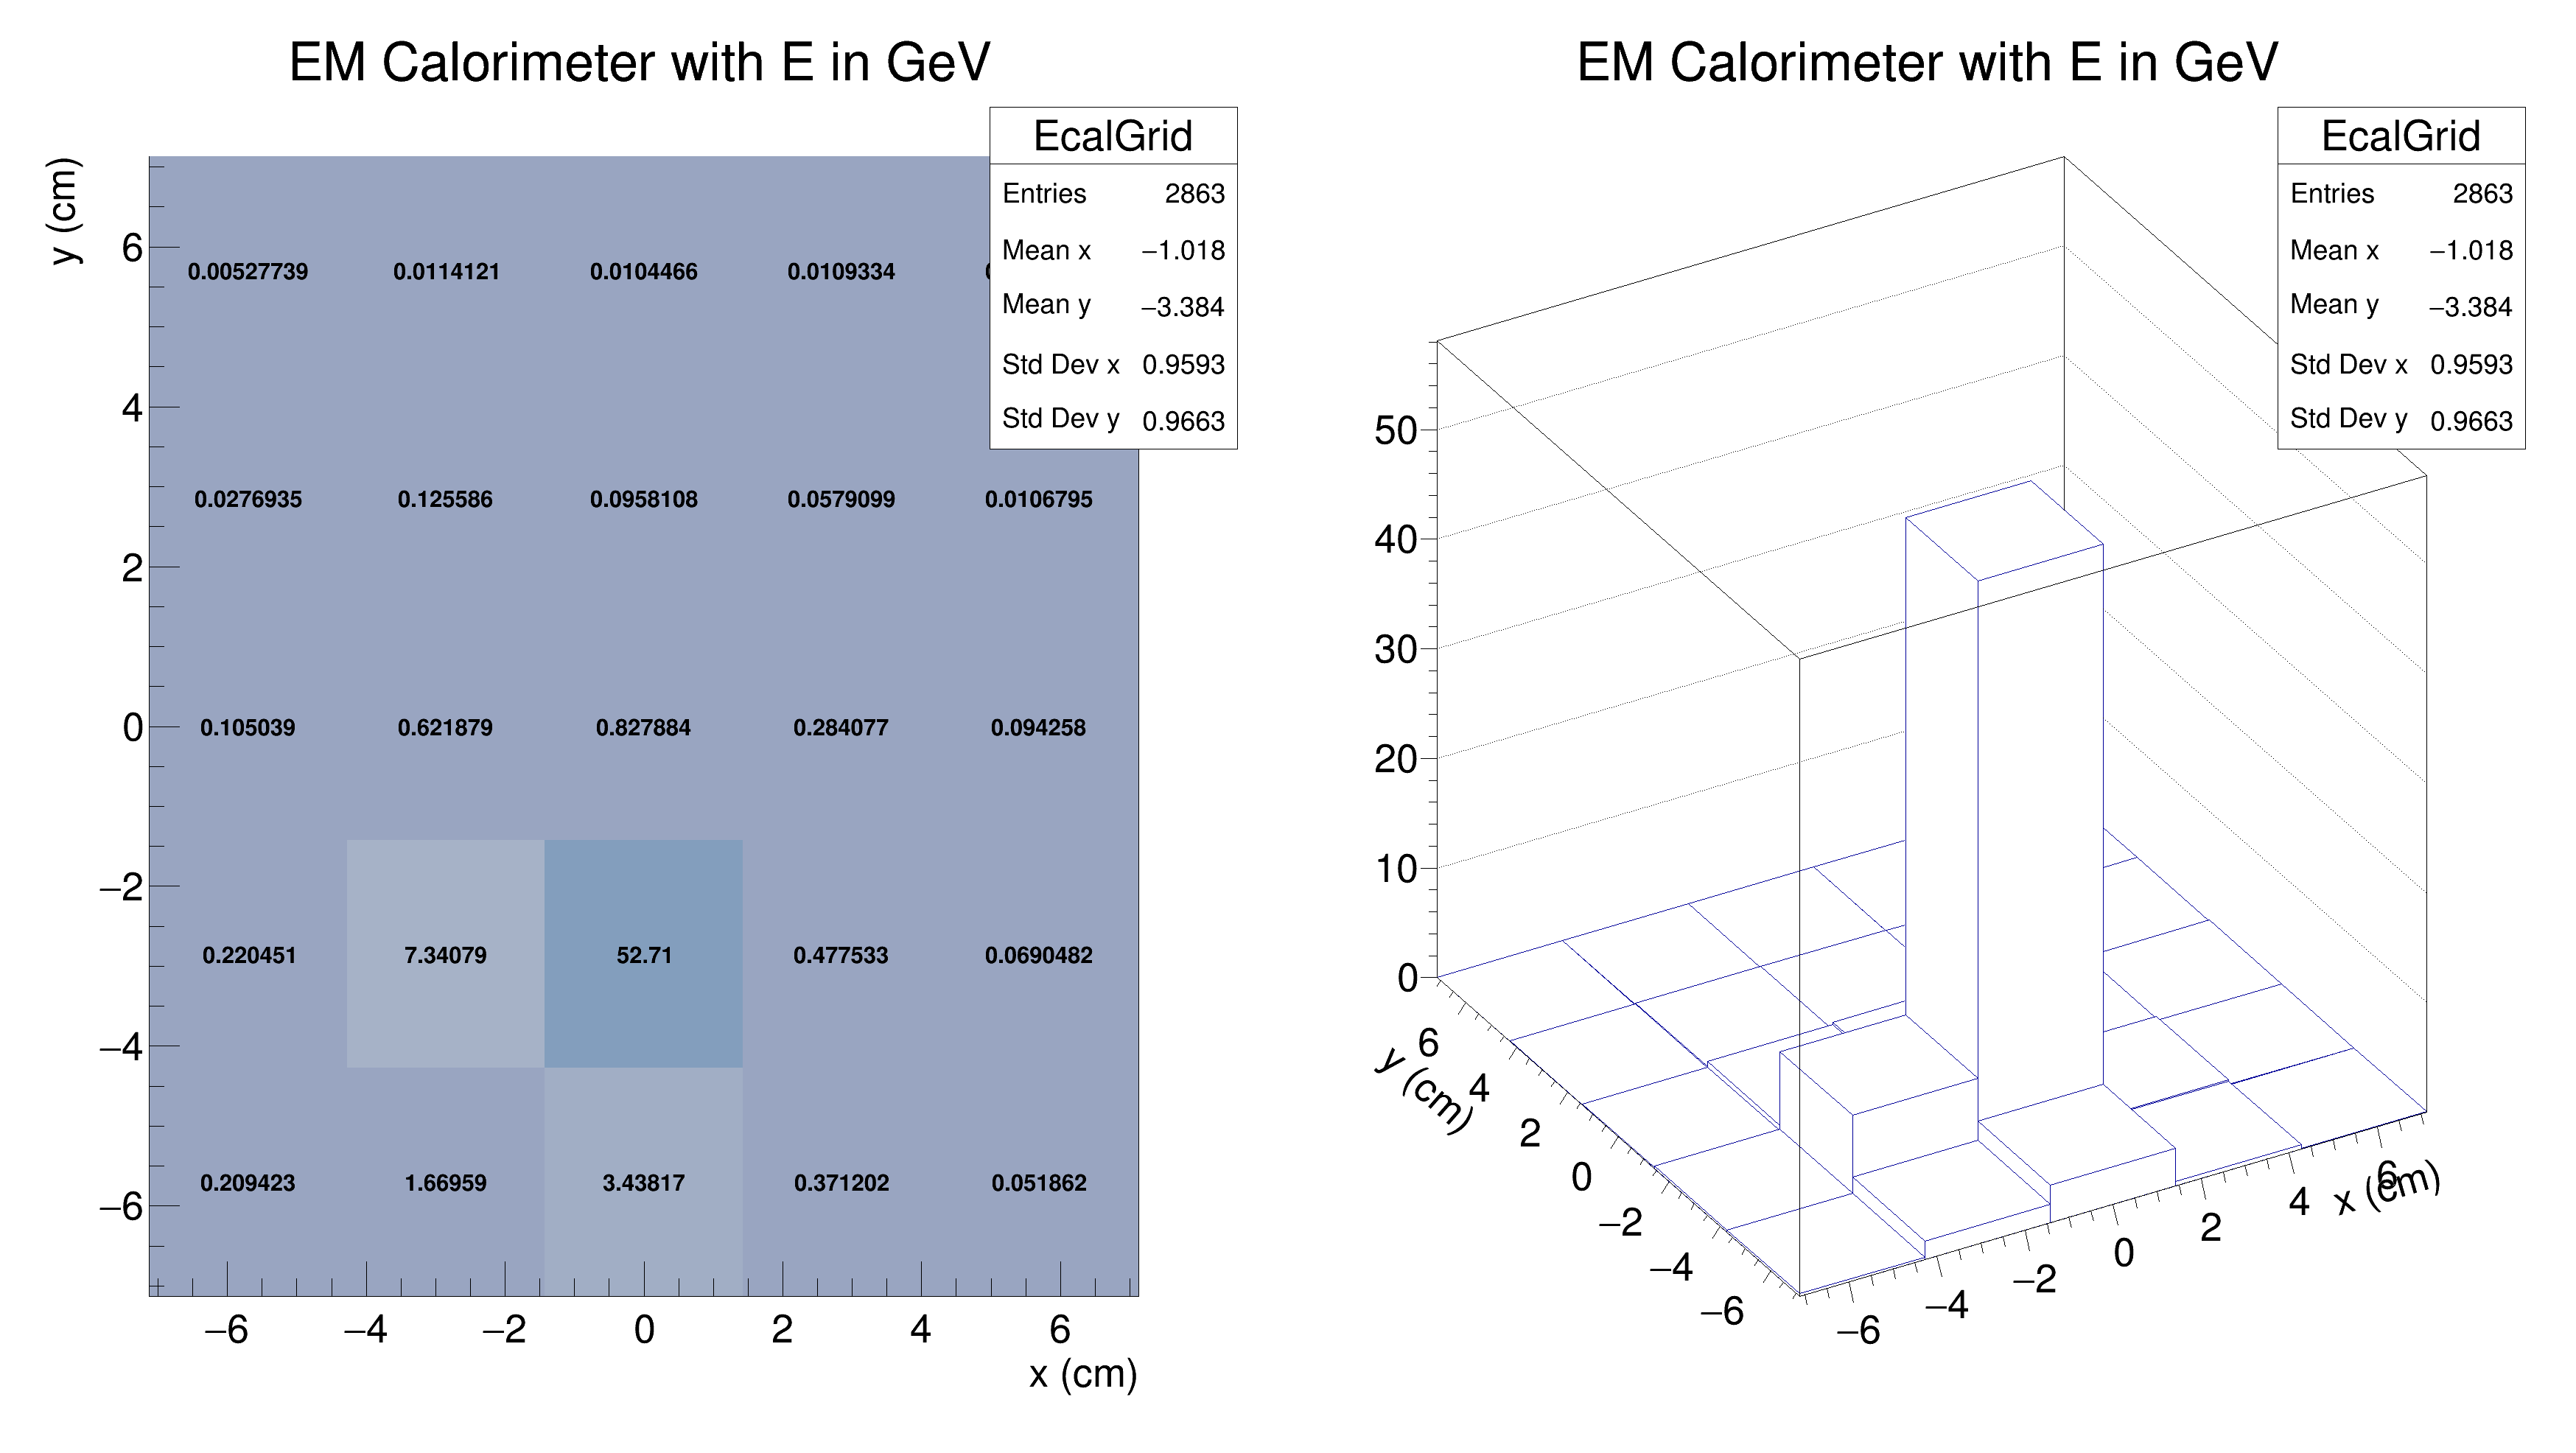 EM Calorimeter with E in GeV
EcalGrid
Entries 2863
Mean x −1.018
Mean y −3.384
Std Dev x 0.9593
Std Dev y 0.9663
y (cm)
6
4
2
0
−2
−4
−6
0.00527739 0.0114121 0.0104466 0.0109334
0.0276935 0.125586 0.0958108 0.0579099 0.0106795
0.105039 0.621879 0.827884 0.284077 0.094258
0.220451 7.34079 52.71 0.477533 0.0690482
0.209423 1.66959 3.43817 0.371202 0.051862
−6 −4 −2 0 2 4 6
x (cm)
EM Calorimeter with E in GeV
EcalGrid
Entries 2863
Mean x −1.018
Mean y −3.384
Std Dev x 0.9593
Std Dev y 0.9663
50
40
30
20
10
0
y (cm)
6
4
2
0
−2
−4
−6
−6 −4 −2 0 2 4 6
x (cm)